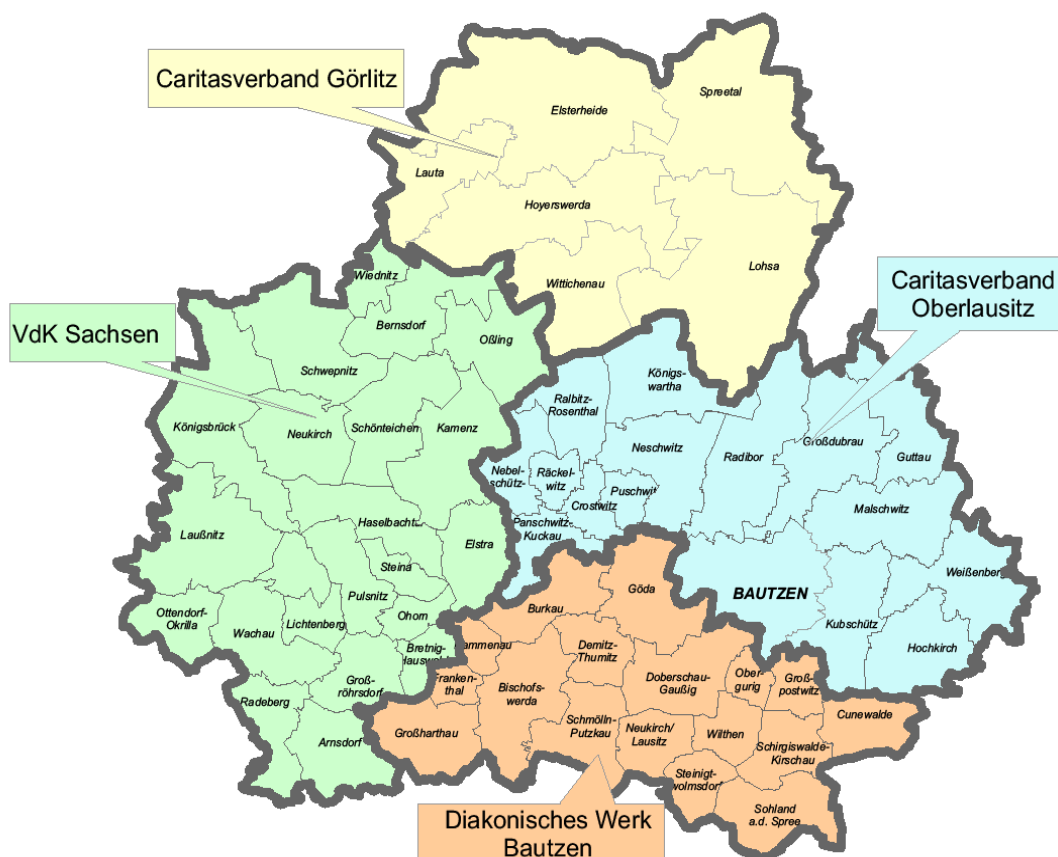 Caritasverband Görlitz
Spreetal
Elsterheide
Lauta
Hoyerswerda
Lohsa
Wittichenau
Caritasverband
Oberlausitz
VdK Sachsen
Wiednitz
Bernsdorf
Oßling
Schwepnitz
Königsbrück
Neukirch
Schönteichen
Kamenz
Laußnitz
Haselbacht
Elstra
Steina
Pulsnitz
Ohorn
Ottendorf-
Okrilla
Wachau
Lichtenberg
Bretnig-
Hauswal
Groß-
röhrsdorf
Radeberg
Arnsdorf
Königs-
wartha
Ralbitz-
Rosenthal
Neschwitz
Radibor
Großdubrau
Guttau
Nebel-
schütz
Räckel-
witz
Puschwit
Crostwitz
Panschwitz-
Kuckau
Malschwitz
Weißenberg
BAUTZEN
Kubschütz
Hochkirch
Göda
Burkau
ammenau
Demitz-
Thumitz
Franken-
thal
Bischofs-
werda
Doberschau-
Gaußig
Ober-
gurig
Groß-
postwitz
Cunewalde
Großharthau
Schmölln-
Putzkau
Neukirch/
Lausitz
Wilthen
Schirgiswalde-
Kirschau
Steinigt-
wolmsdorf
Sohland
a.d. Spree
Diakonisches Werk
Bautzen